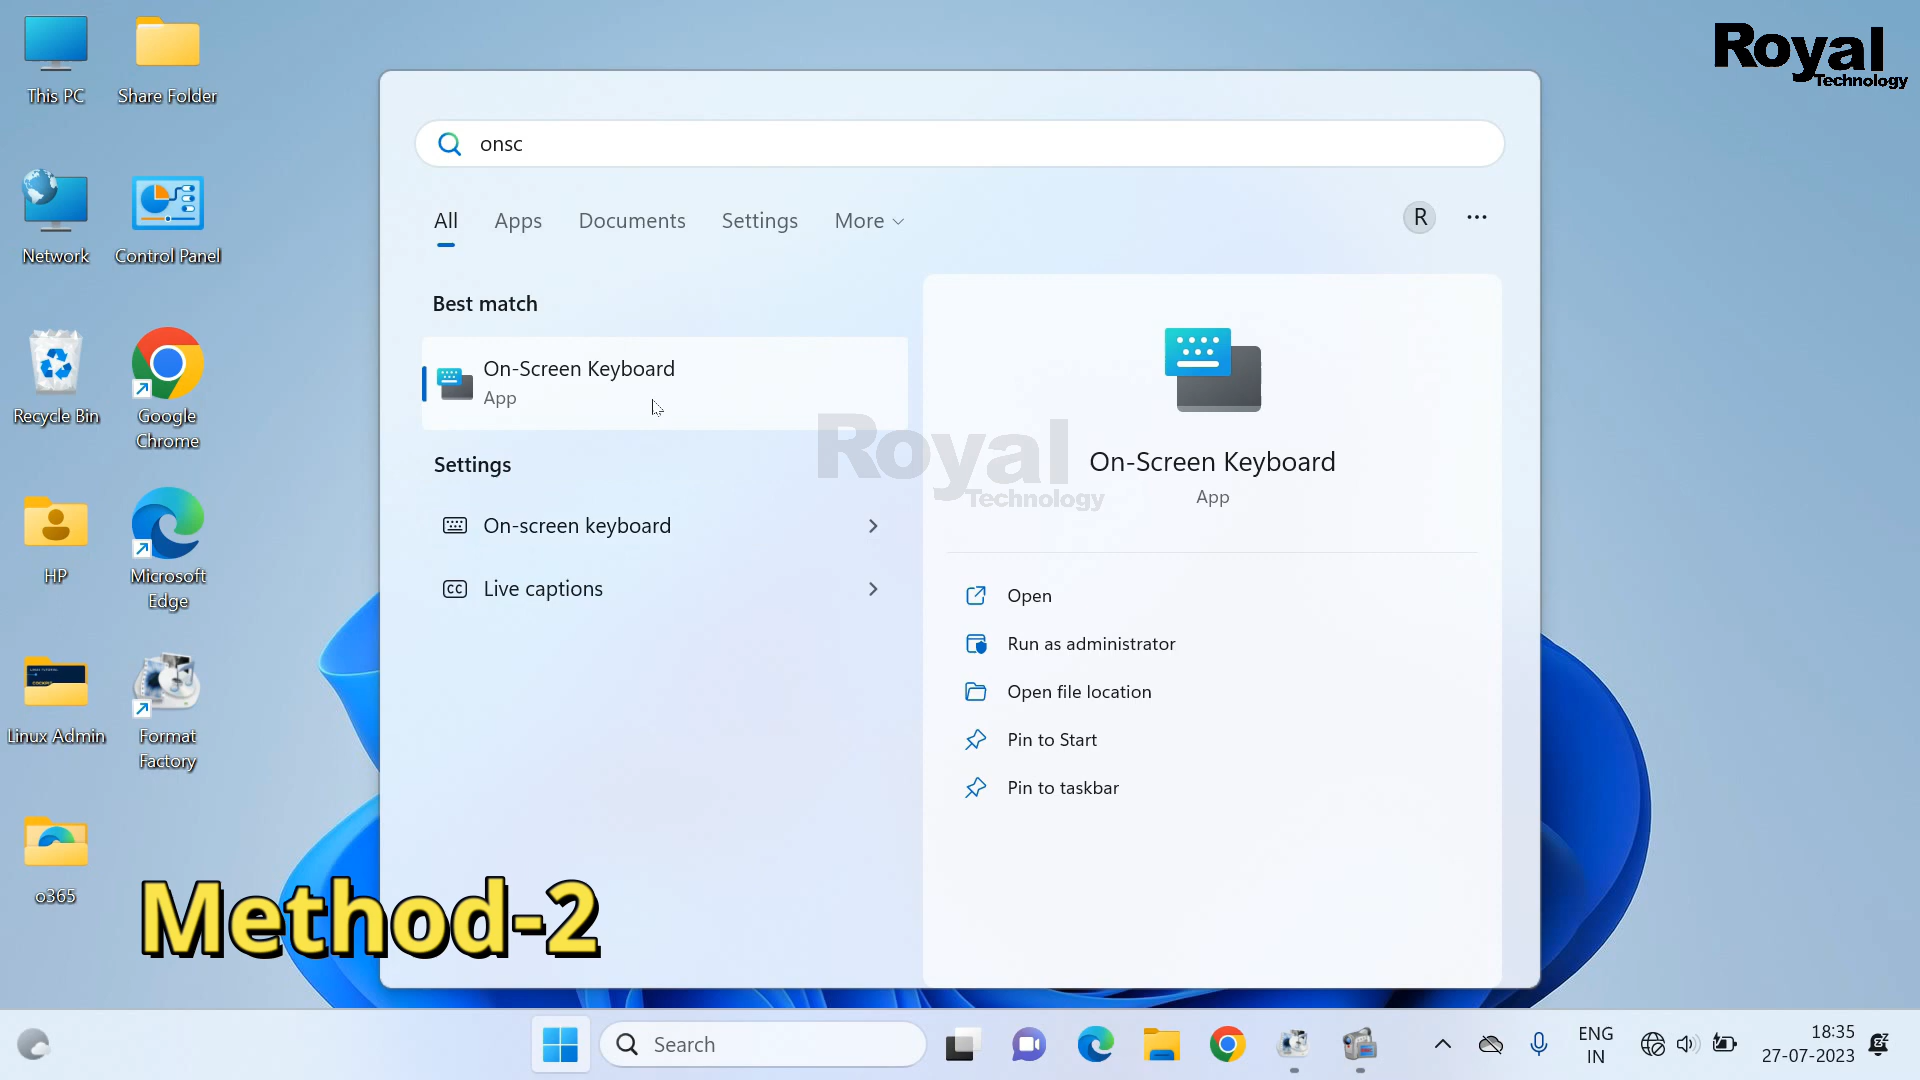 This PC
Share Folder
Network
Control Panel
Recycle Bin
Google
Chrome
HP
Microsoft
Edge
Linux Admin
Format
Factory
o365
Royal
Technology
onsc
All
Apps
Documents
Settings
More
R
Best match
On-Screen Keyboard
App
Settings
On-screen keyboard
CC
Live captions
Royal
Technology
On-Screen Keyboard
App
Open
Run as administrator
Open file location
Pin to Start
Pin to taskbar
Method-2
Search
ENG
IN
18:35
27-07-2023